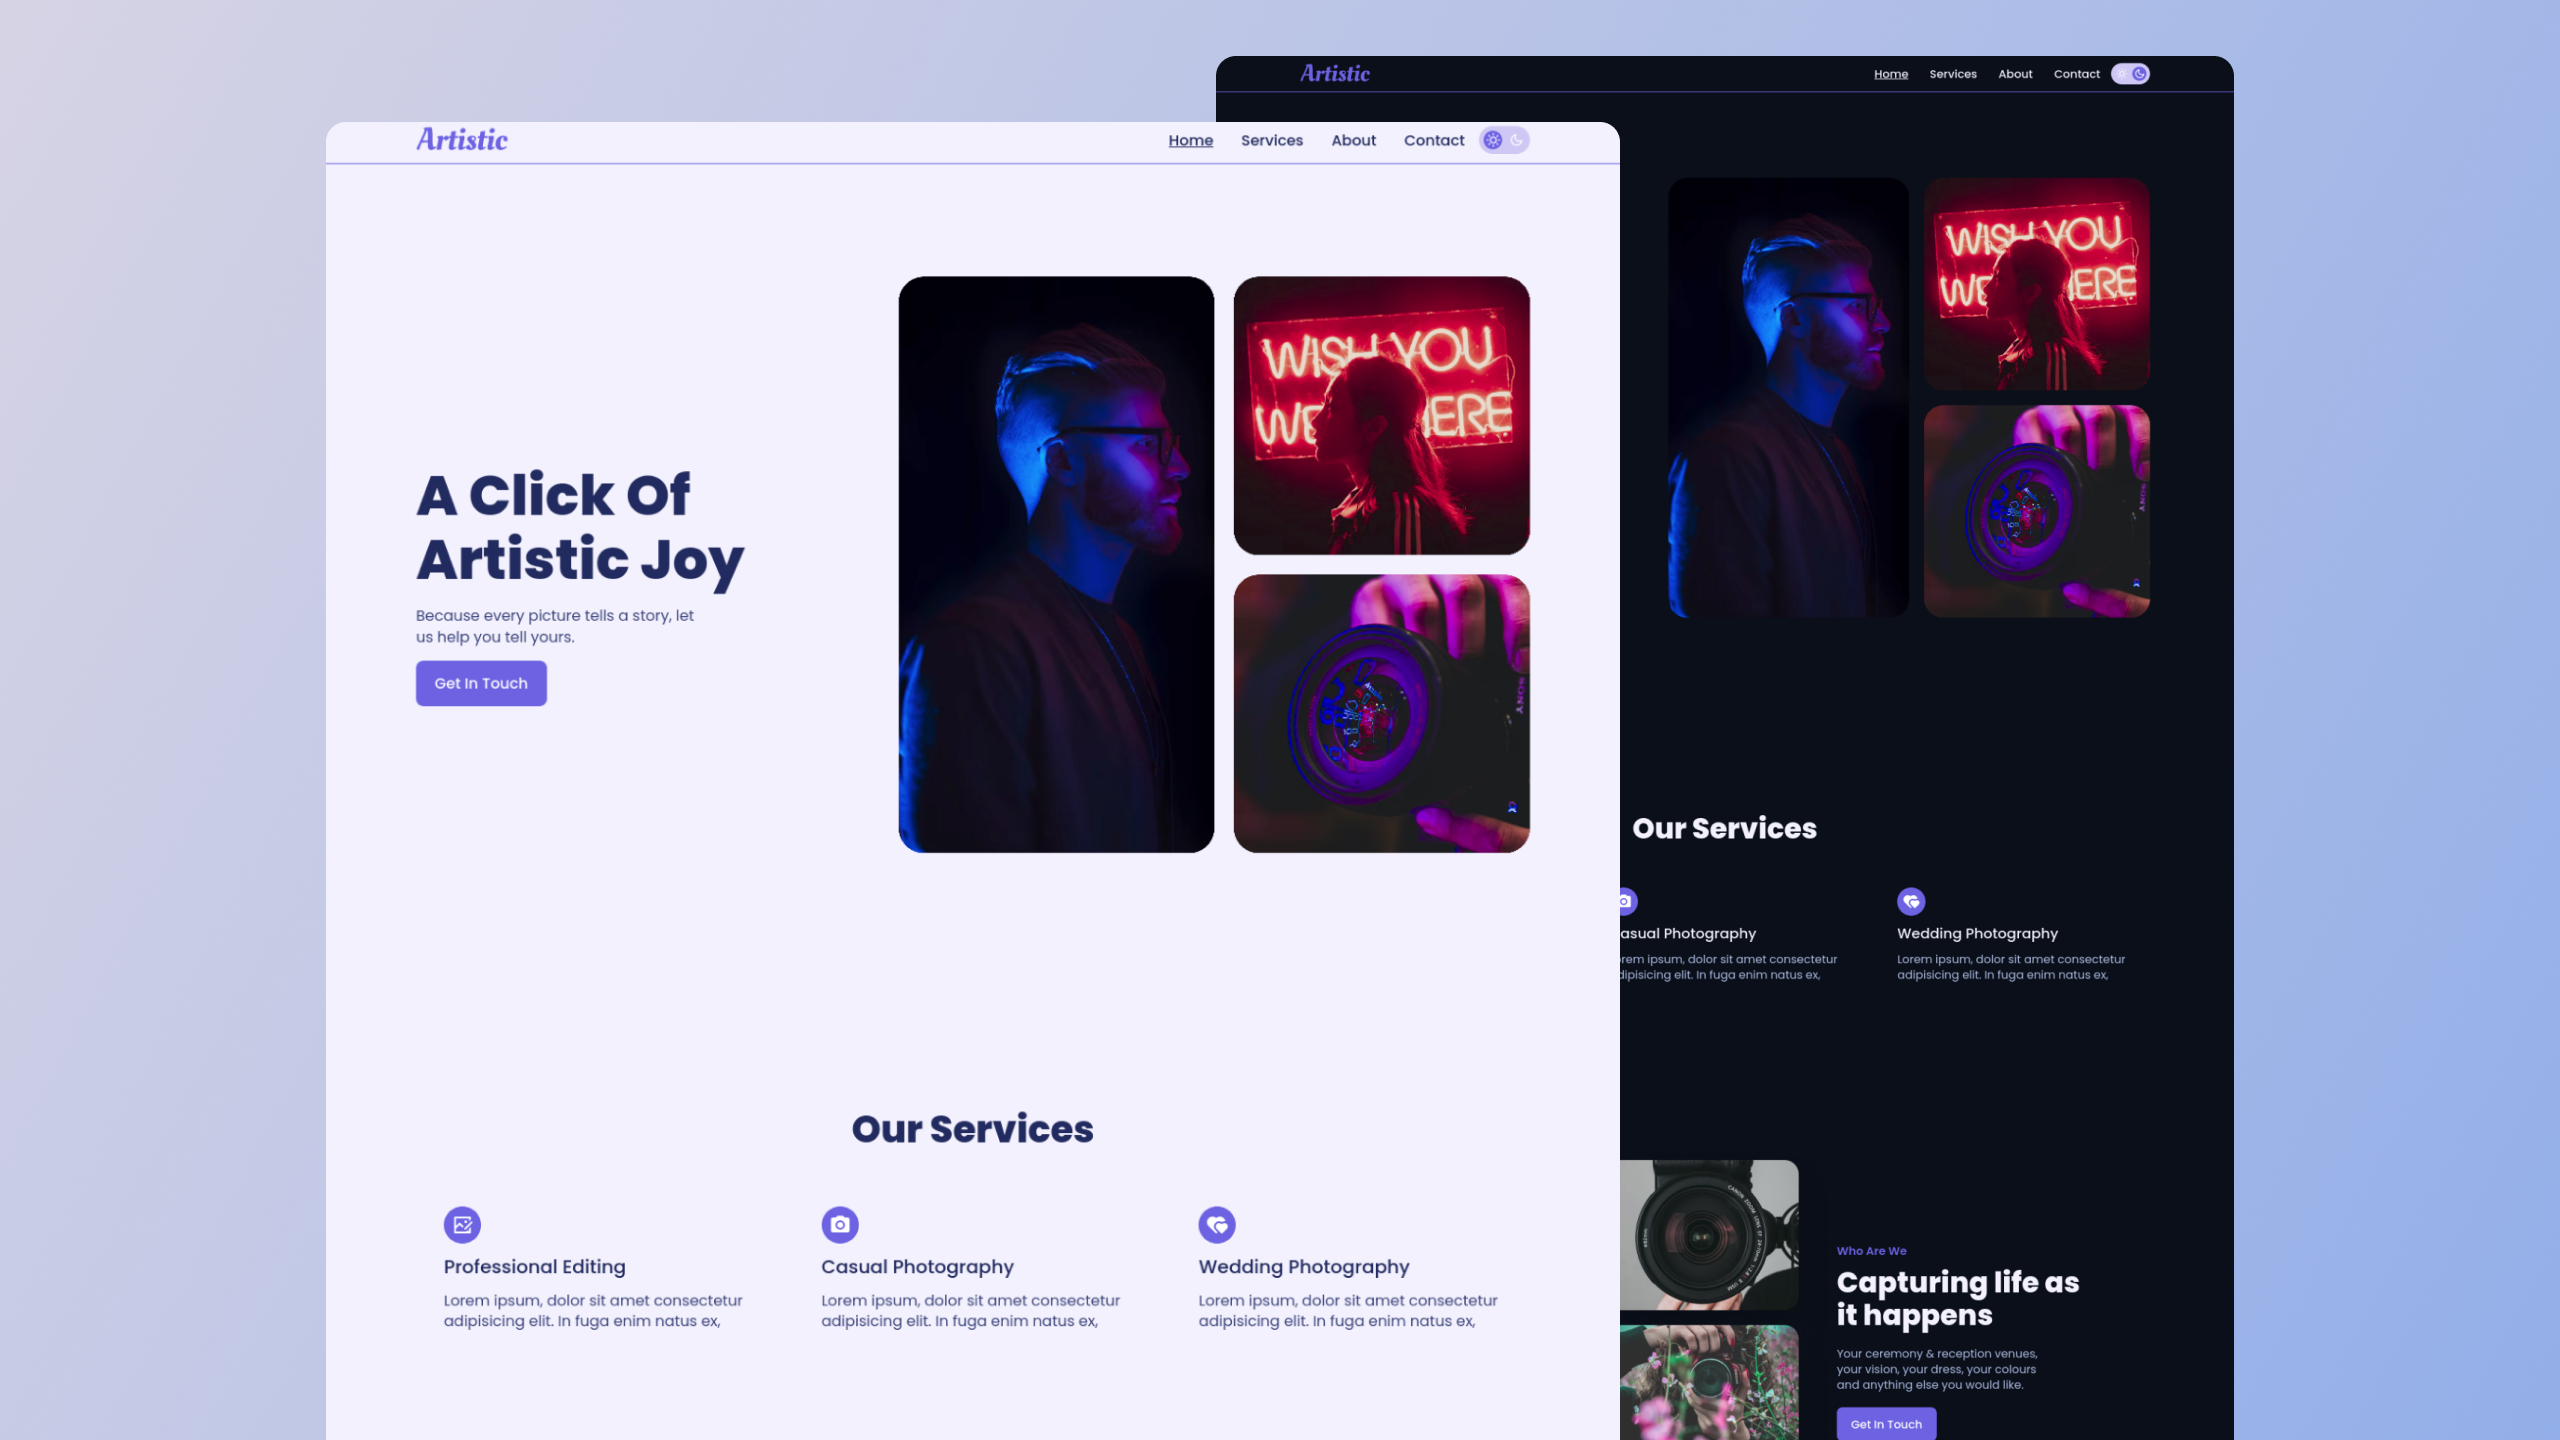 Artistic
Home Services About Contact
A Click Of
Artistic Joy
Because every picture tells a story, let
us help you tell yours.
Get In Touch
WISH YOU
WE ERE
SONY
Our Services
Professional Editing
Lorem ipsum, dolor sit amet consectetur
adipisicing elit. In fuga enim natus ex,
Casual Photography
Lorem ipsum, dolor sit amet consectetur
adipisicing elit. In fuga enim natus ex,
Wedding Photography
Lorem ipsum, dolor sit amet consectetur
adipisicing elit. In fuga enim natus ex,
Artistic
Home Services About Contact
WISH YOU
WE ERE
SONY
Our Services
asual Photography
orem ipsum, dolor sit amet consectetur
dipisicing elit. In fuga enim natus ex,
Wedding Photography
Lorem ipsum, dolor sit amet consectetur
adipisicing elit. In fuga enim natus ex,
CANON ZOOM LENS EF
Who Are We
Capturing life as
it happens
Your ceremony & reception venues,
your vision, your dress, your colours
and anything else you would like.
Get In Touch